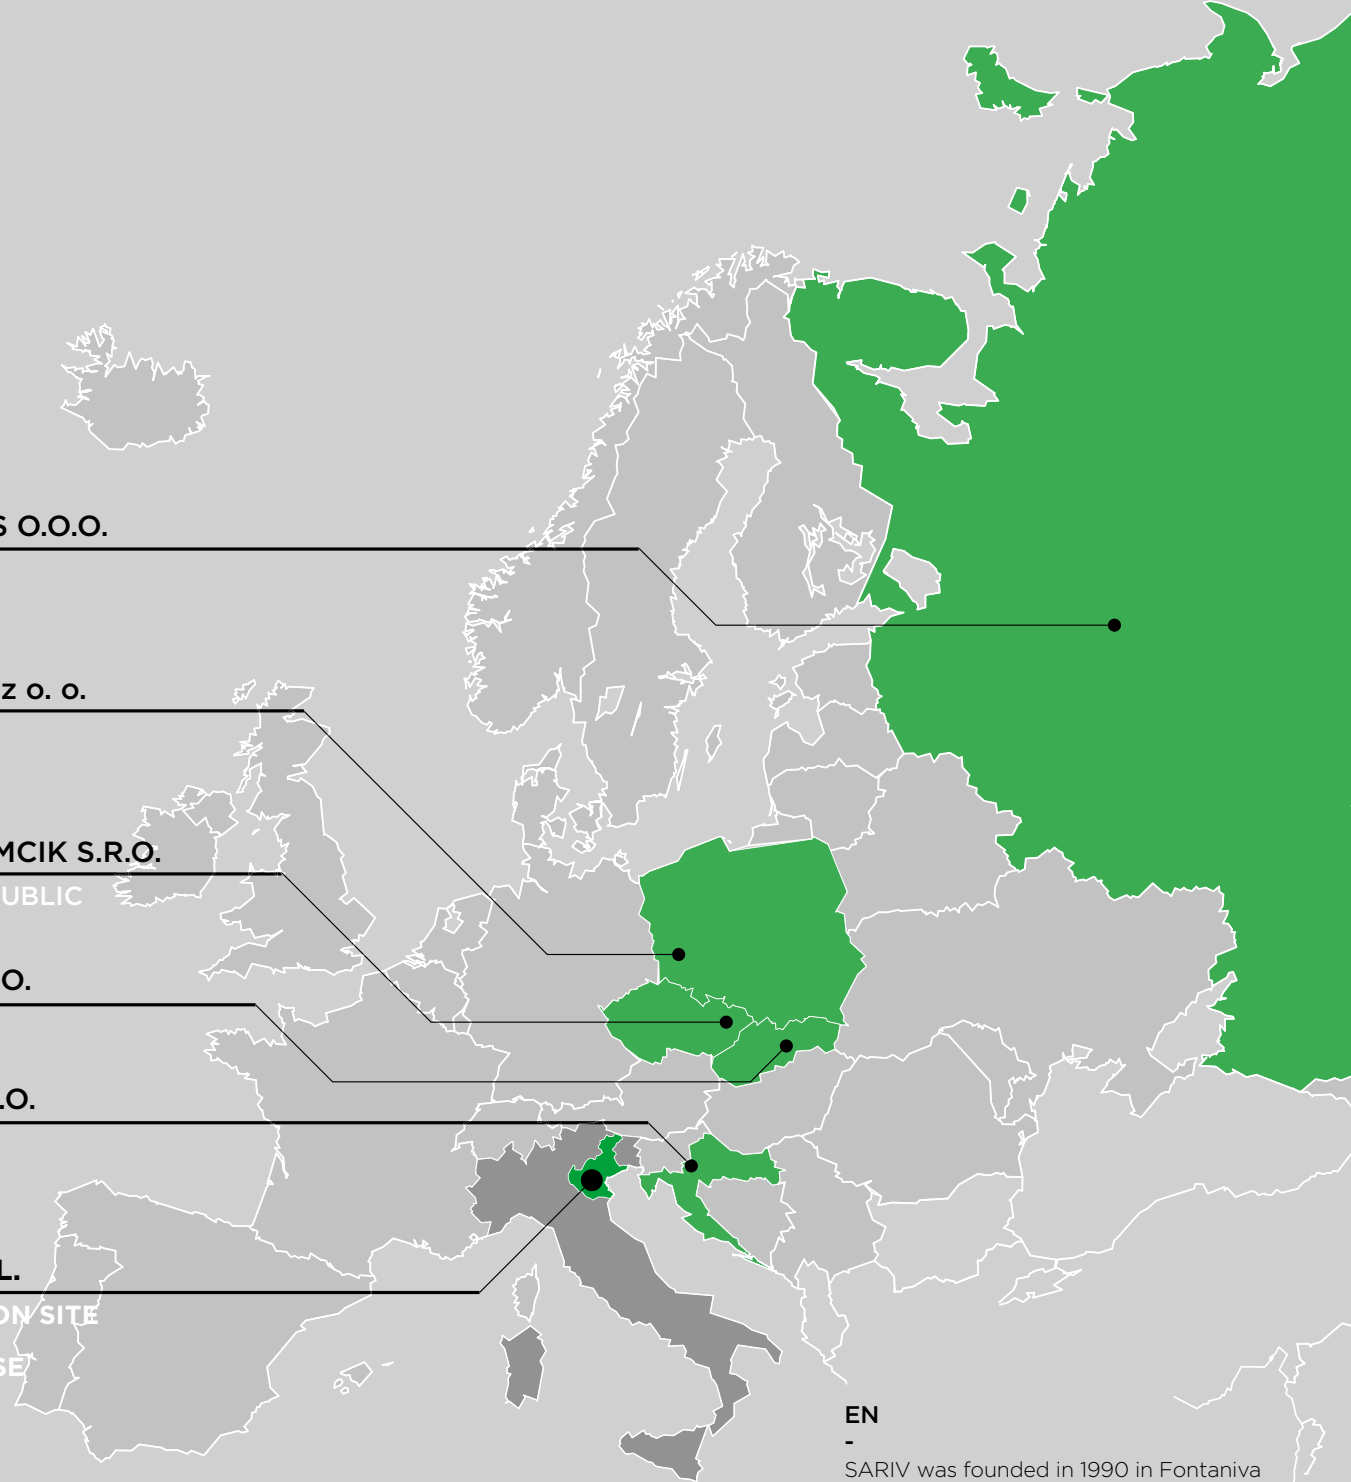 S O.O.O.
z o. o.
MCIK S.R.O.
UBLIC
O.
.O.
L.
ON SITE
SE
EN
-
SARIV was founded in 1990 in Fontaniva